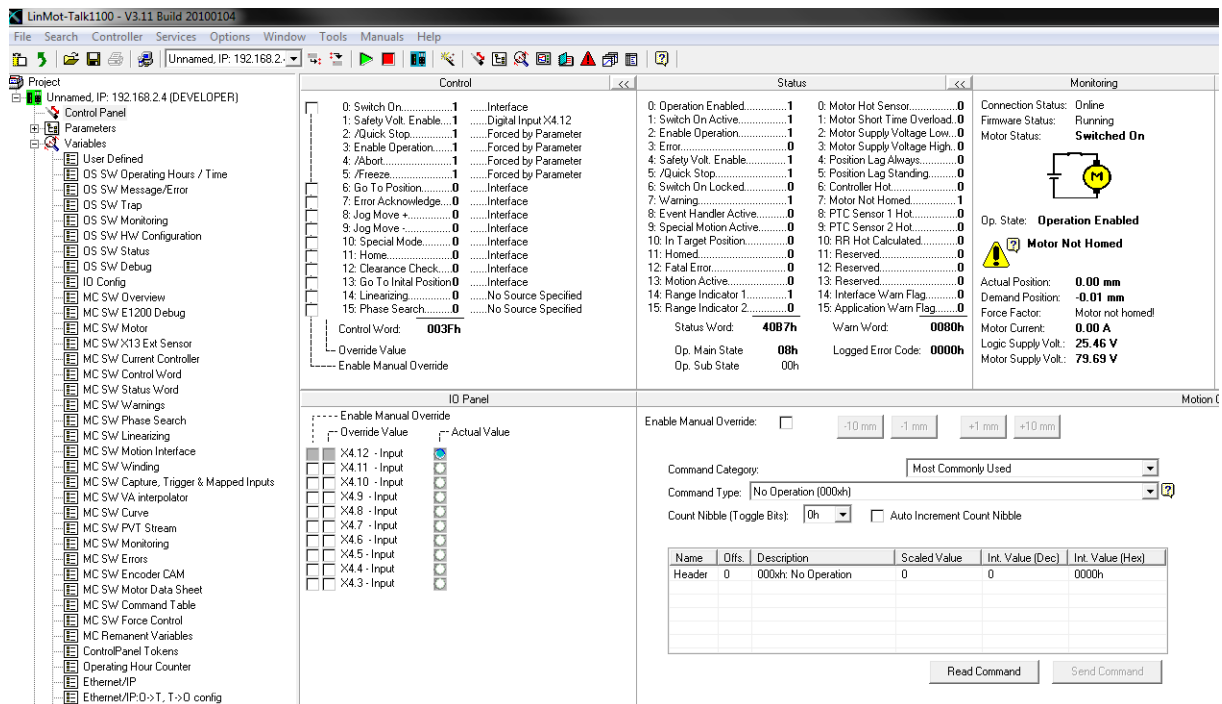 LinMot-Talk1100 - V3.11 Build 20100104
File Search Controller Services Options Window Tools Manuals Help
Unnamed, IP: 192.168.2.
Project
Unnamed, IP: 192.168.2.4 (DEVELOPER)
Control Panel
Parameters
Variables
User Defined
OS SW Operating Hours / Time
OS SW Message/Error
OS SW Trap
OS SW Monitoring
OS SW HW Configuration
OS SW Status
OS SW Debug
IO Config
MC SW Overview
MC SW E1200 Debug
MC SW Motor
MC SW X13 Ext Sensor
MC SW Current Controller
MC SW Control Word
MC SW Status Word
MC SW Warnings
MC SW Phase Search
MC SW Linearizing
MC SW Motion Interface
MC SW Winding
MC SW Capture, Trigger & Mapped Inputs
MC SW VA interpolator
MC SW Curve
MC SW PVT Stream
MC SW Monitoring
MC SW Errors
MC SW Encoder CAM
MC SW Motor Data Sheet
MC SW Command Table
MC SW Force Control
MC Remanent Variables
ControlPanel Tokens
Operating Hour Counter
Ethernet/IP
Ethernet/IP:O->T, T->O config
Control <<
0: Switch On................1 ......Interface
1: Safety Volt. Enable....1 ......Digital Input X4.12
2: /Quick Stop..............1 ......Forced by Parameter
3: Enable Operation.......1 ......Forced by Parameter
4: /Abort......................1 ......Forced by Parameter
5: /Freeze....................1 ......Forced by Parameter
6: Go To Position..........0 ......Interface
7: Error Acknowledge....0 ......Interface
8: Jog Move +..............0 ......Interface
9: Jog Move -...............0 ......Interface
10: Special Mode.........0 ......Interface
11: Home....................0 ......Interface
12: Clearance Check....0 ......Interface
13: Go To Inital Position0 ......Interface
14: Linearizing.............0 ......No Source Specified
15: Phase Search.........0 ......No Source Specified
Control Word: 003Fh
Override Value
Enable Manual Override
Status <<
0: Operation Enabled..........1
1: Switch On Active............1
2: Enable Operation............1
3: Error..............................0
4: Safety Volt. Enable.........1
5: /Quick Stop...................1
6: Switch On Locked..........0
7: Warning.........................1
8: Event Handler Active.......0
9: Special Motion Active......0
10: In Target Position..........0
11: Homed.........................0
12: Fatal Error....................0
13: Motion Active................0
14: Range Indicator 1..........1
15: Range Indicator 2..........0
Status Word: 40B7h
Op. Main State 08h
Op. Sub State 00h
0: Motor Hot Sensor............0
1: Motor Short Time Overload..0
2: Motor Supply Voltage Low...0
3: Motor Supply Voltage High..0
4: Position Lag Always.........0
5: Position Lag Standing.......0
6: Controller Hot..................0
7: Motor Not Homed............1
8: PTC Sensor 1 Hot............0
9: PTC Sensor 2 Hot............0
10: RR Hot Calculated.........0
11: Reserved......................0
12: Reserved......................0
13: Reserved......................0
14: Interface Warn Flag........0
15: Application Warn Flag.....0
Warn Word: 0080h
Logged Error Code: 0000h
Monitoring
Connection Status: Online
Firmware Status: Running
Motor Status: Switched On
M
Op. State: Operation Enabled
Motor Not Homed
Actual Position: 0.00 mm
Demand Position: -0.01 mm
Force Factor: Motor not homed!
Motor Current: 0.00 A
Logic Supply Volt.: 25.46 V
Motor Supply Volt.: 79.69 V
IO Panel
Enable Manual Override
Override Value Actual Value
X4.12 - Input
X4.11 - Input
X4.10 - Input
X4.9 - Input
X4.8 - Input
X4.7 - Input
X4.6 - Input
X4.5 - Input
X4.4 - Input
X4.3 - Input
Motion C
Enable Manual Override: -10 mm -1 mm +1 mm +10 mm
Command Category: Most Commonly Used
Command Type: No Operation (000xh)
Count Nibble (Toggle Bits): 0h Auto Increment Count Nibble
Name Offs. Description Scaled Value Int. Value (Dec) Int. Value (Hex)
Header 0 000xh: No Operation 0 0 0000h
Read Command Send Command